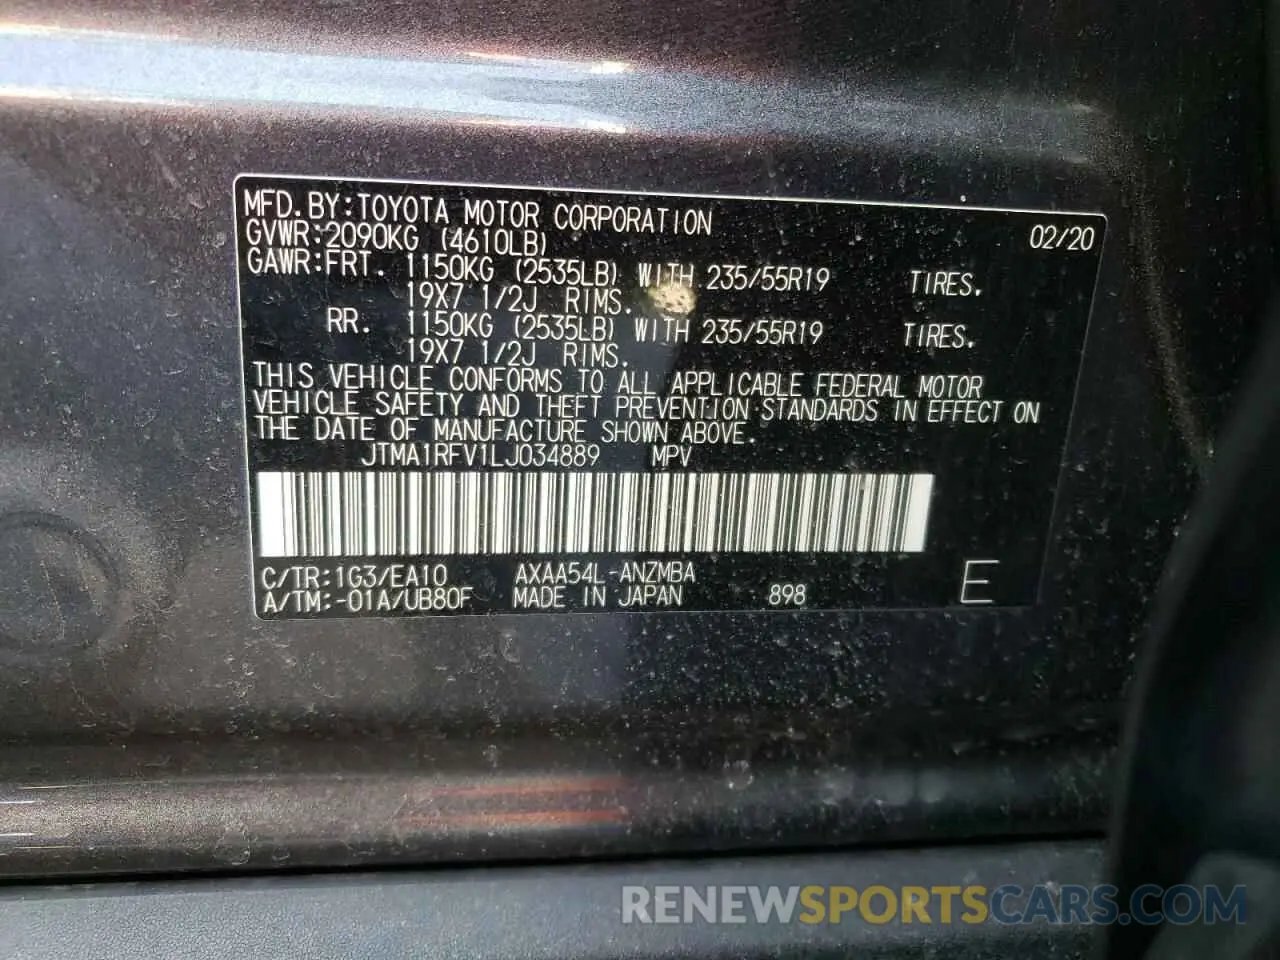 MFD.BY:TOYOTA MOTOR CORPORATION 02/20
GVWR:2090KG (4610LB)
GAWR:FRT. 1150KG (2535LB) WITH 235/55R19 TIRES.
19X7 1/2J RIMS.
RR. 1150KG (2535LB) WITH 235/55R19 TIRES.
19X7 1/2J RIMS.
THIS VEHICLE CONFORMS TO ALL APPLICABLE FEDERAL MOTOR
VEHICLE SAFETY AND THEFT PREVENTION STANDARDS IN EFFECT ON
THE DATE OF MANUFACTURE SHOWN ABOVE.
JTMA1RFV1LJ034889 MPV
C/TR:1G3/EA10 AXAA54L-ANZMBA E
A/TM:-01A/UB80F MADE IN JAPAN 898
RENEWSPORTSCARS.COM